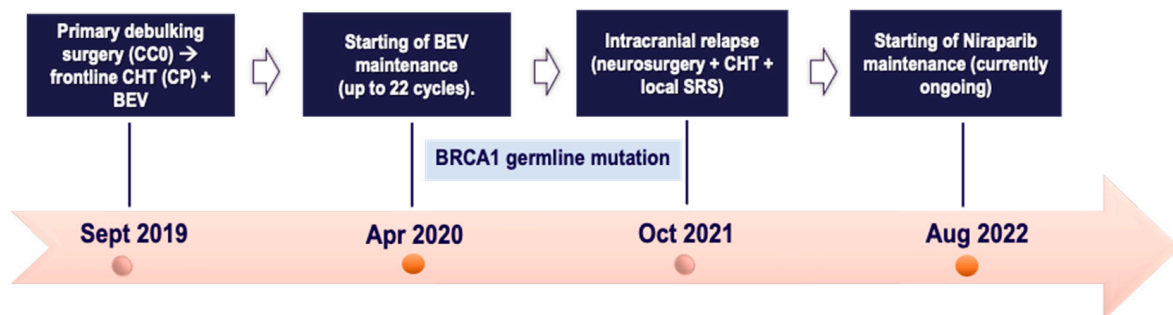 Primary debulking
surgery (CC0) →
frontline CHT (CP) +
BEV
Starting of BEV
maintenance
(up to 22 cycles).
Intracranial relapse
(neurosurgery + CHT +
local SRS)
Starting of Niraparib
maintenance (currently
ongoing)
BRCA1 germline mutation
Sept 2019
Apr 2020
Oct 2021
Aug 2022